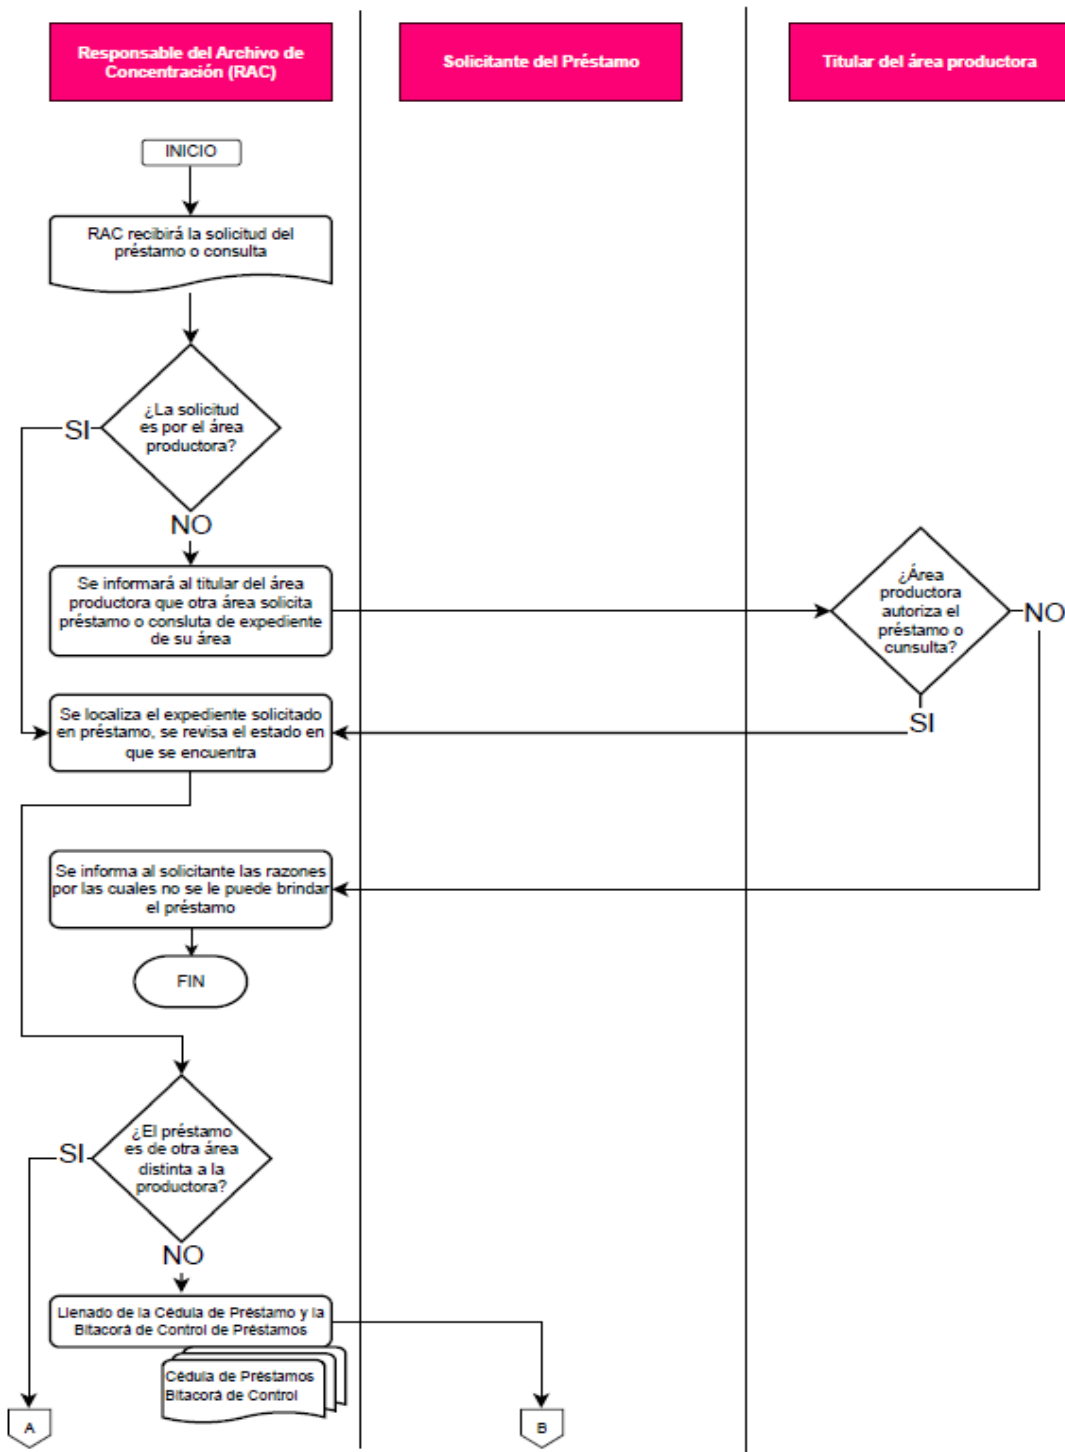 Responsable del Archivo de
Concentración (RAC)
Solicitante del Préstamo
Titular del área productora
INICIO
RAC recibirá la solicitud del
préstamo o consulta
¿La solicitud
es por el área
productora?
SI
NO
Se informará al titular del área
productora que otra área solicita
préstamo o consluta de expediente
de su área
¿Área
productora
autoriza el
préstamo o
cunsulta?
NO
SI
Se localiza el expediente solicitado
en préstamo, se revisa el estado en
que se encuentra
Se informa al solicitante las razones
por las cuales no se le puede brindar
el préstamo
FIN
¿El préstamo
es de otra área
distinta a la
productora?
SI
NO
Llenado de la Cédula de Préstamo y la
Bitacorá de Control de Préstamos
Cédula de Préstamos
Bitacorá de Control
A
B